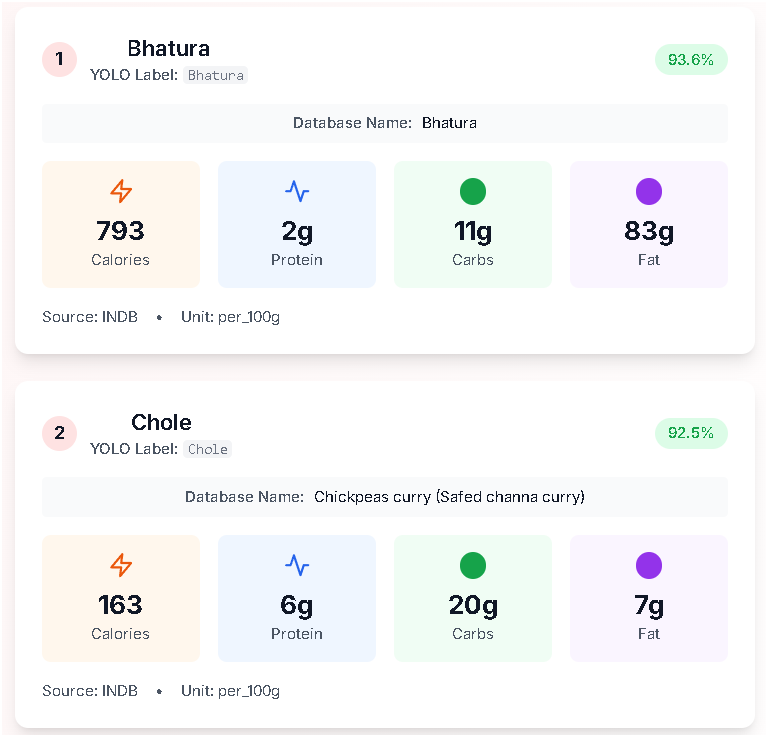 1
Bhatura
93.6%
YOLO Label: Bhatura
Database Name: Bhatura
793 2g 11g 83g
Calories Protein Carbs Fat
Source: INDB • Unit: per_100g
2
Chole
92.5%
YOLO Label: Chole
Database Name: Chickpeas curry (Safed channa curry)
163 6g 20g 7g
Calories Protein Carbs Fat
Source: INDB • Unit: per_100g